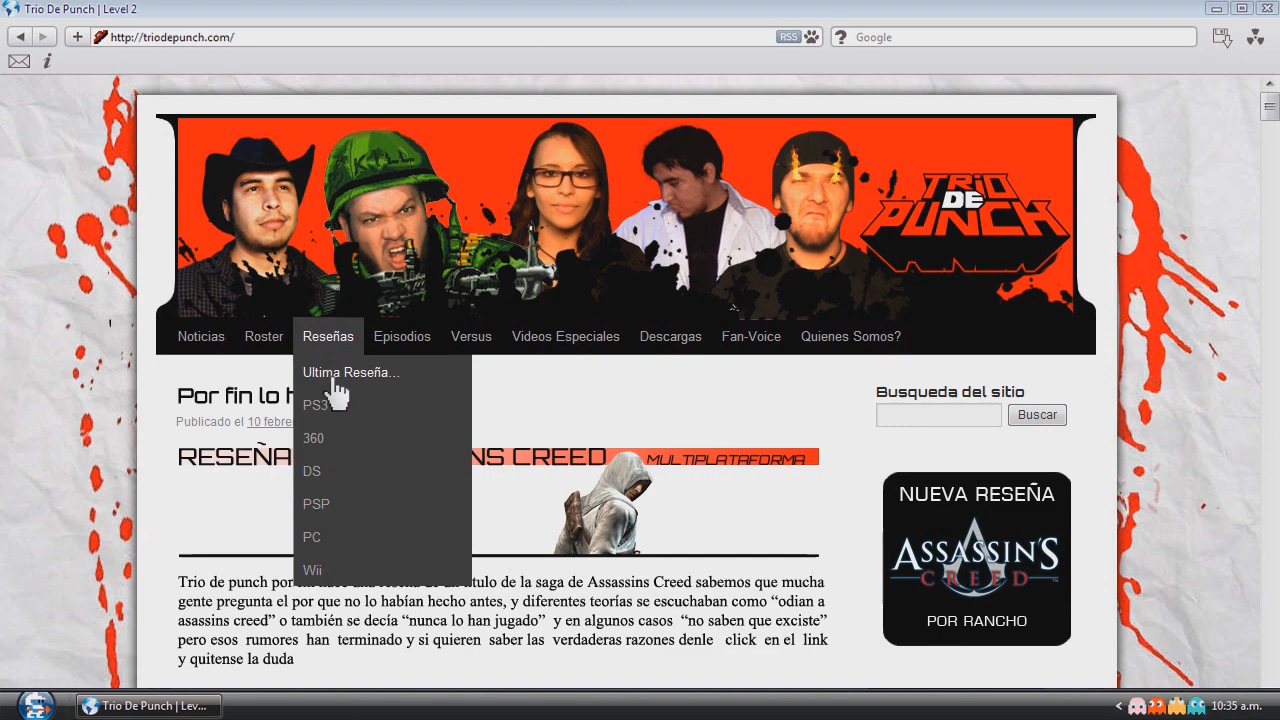 Trio De Punch | Level 2
http://triodepunch.com/
RSS
Google
TRIO
DE
PUNCH
Noticias Roster Reseñas Episodios Versus Videos Especiales Descargas Fan-Voice Quienes Somos?
Ultima Reseña...
PS3
360
DS
PSP
PC
Wii
Por fin lo h
Publicado el 10 febre
RESEÑA NS CREED MULTIPLATAFORMA
Trio de punch por una reseña de un titulo de la saga de Assassins Creed sabemos que mucha
gente pregunta el por que no lo habían hecho antes, y diferentes teorías se escuchaban como “odian a
asassins creed” o también se decía “nunca lo han jugado” y en algunos casos “no saben que exciste”
pero esos rumores han terminado y si quieren saber las verdaderas razones denle click en el link
y quitense la duda
Busqueda del sitio
Buscar
NUEVA RESEÑA
ASSASSIN'S
CREED
POR RANCHO
Trio De Punch | Lev...
10:35 a.m.